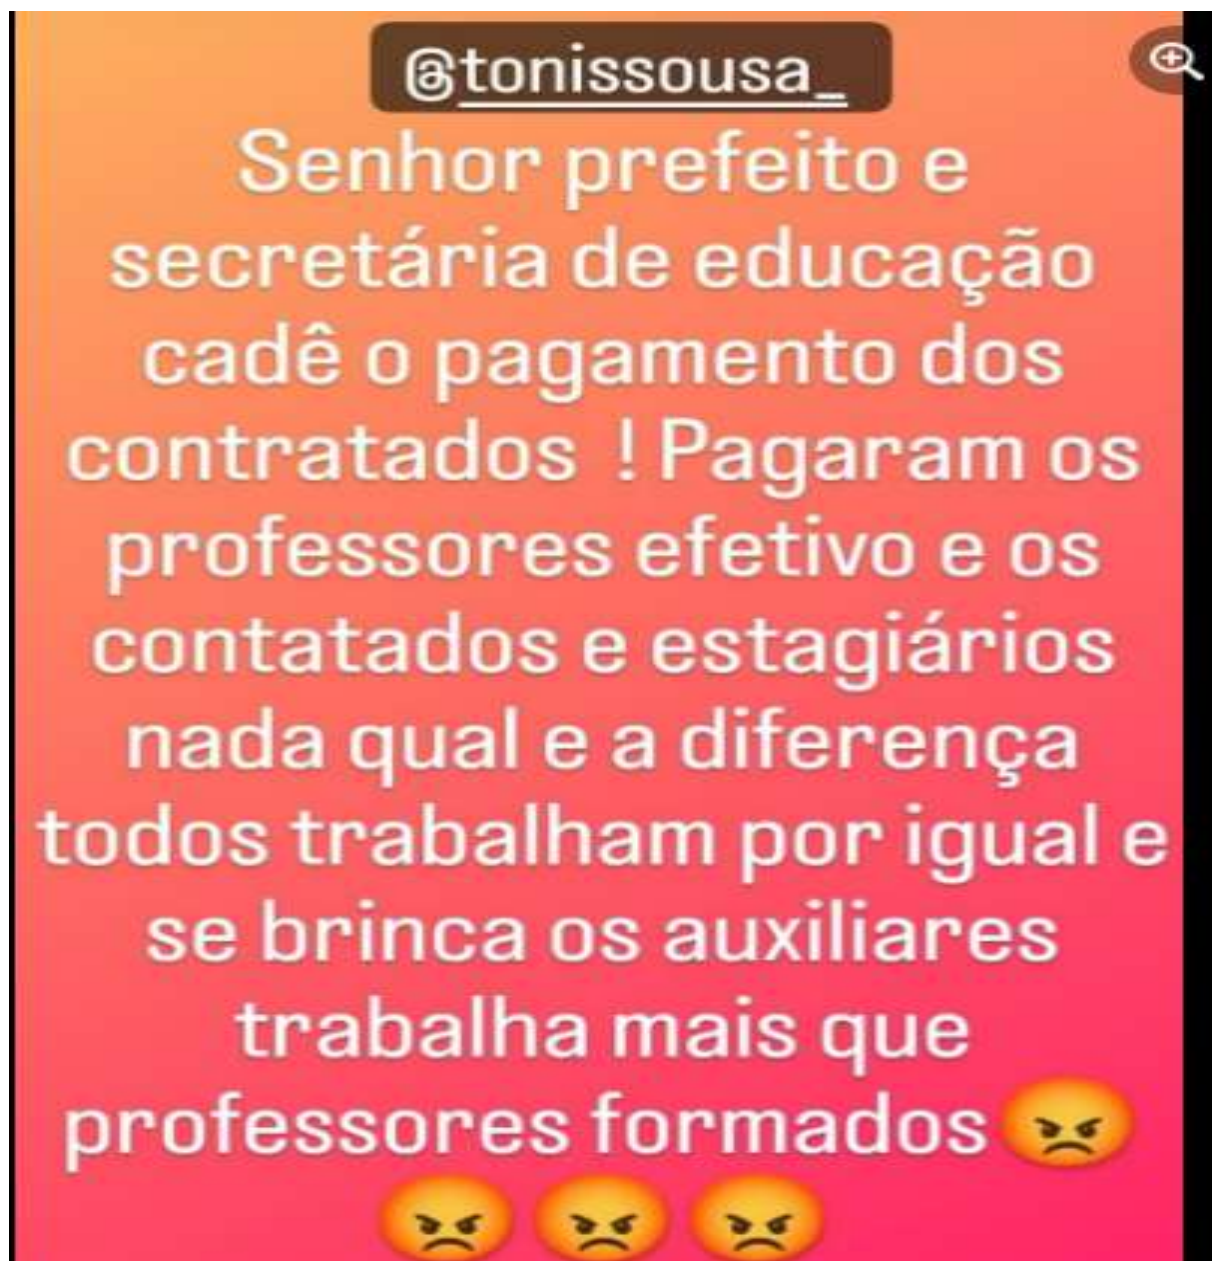 @tonissousa_
Senhor prefeito e
secretária de educação
cadê o pagamento dos
contratados ! Pagaram os
professores efetivo e os
contatados e estagiários
nada qual e a diferença
todos trabalham por igual e
se brinca os auxiliares
trabalha mais que
professores formados😡
😡😡😡